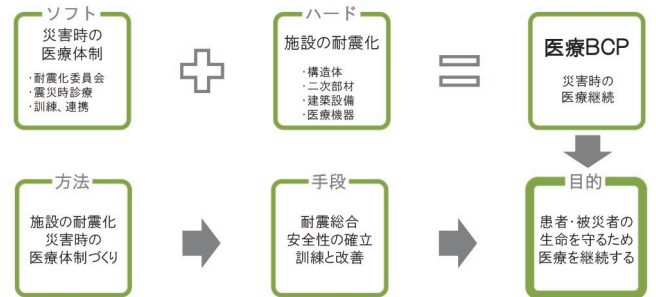 ソフト
災害時の
医療体制
・耐震化委員会
・震災時診療
・訓練、連携
ハード
施設の耐震化
・構造体
・二次部材
・建築設備
・医療機器
医療BCP
災害時の
医療継続
方法
施設の耐震化
災害時の
医療体制づくり
手段
耐震総合
安全性の確立
訓練と改善
目的
患者・被災者の
生命を守るため
医療を継続する